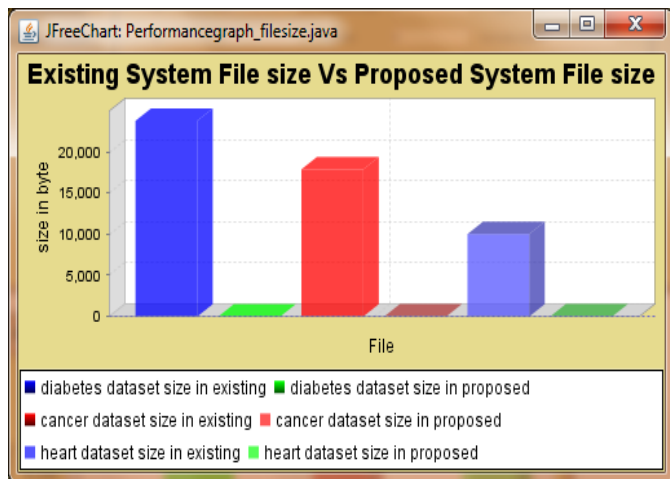 JFreeChart: Performancegraph_filesize.java
Existing System File size Vs Proposed System File size
size in byte
20,000
15,000
10,000
5,000
0
File
diabetes dataset size in existing diabetes dataset size in proposed
cancer dataset size in existing cancer dataset size in proposed
heart dataset size in existing heart dataset size in proposed